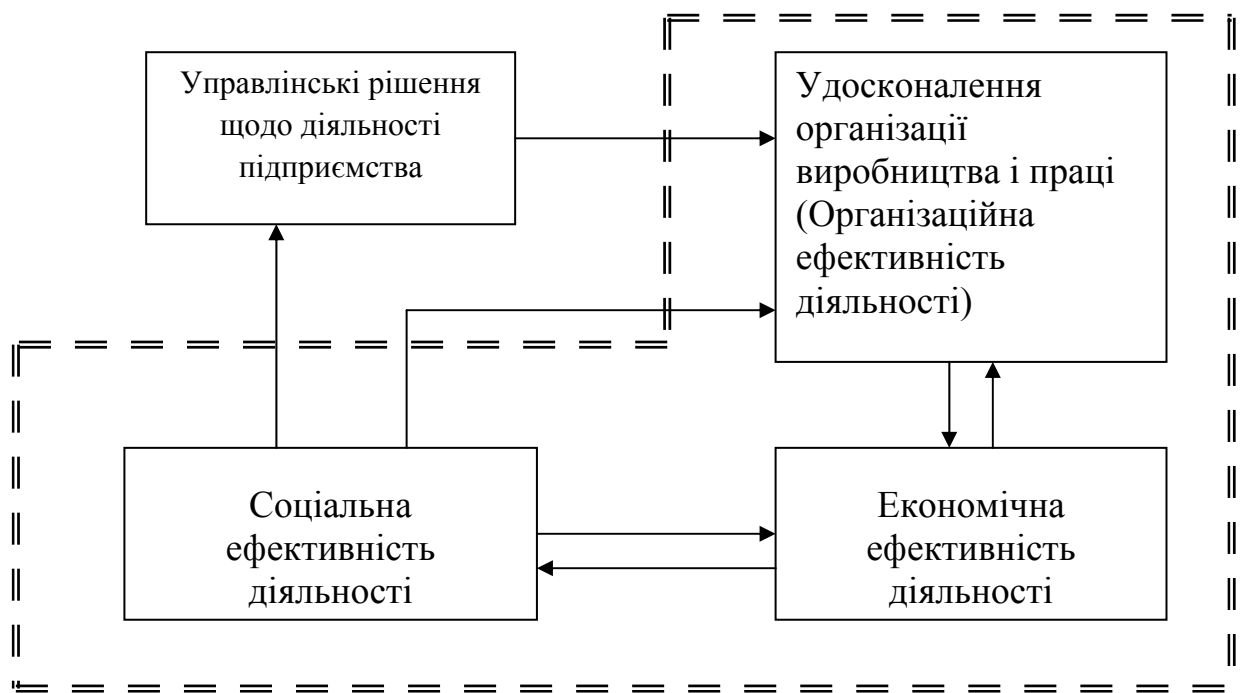 Управлінські рішення
щодо діяльності
підприємства
Удосконалення
організації
виробництва і праці
(Організаційна
ефективність
діяльності)
Соціальна
ефективність
діяльності
Економічна
ефективність
діяльності